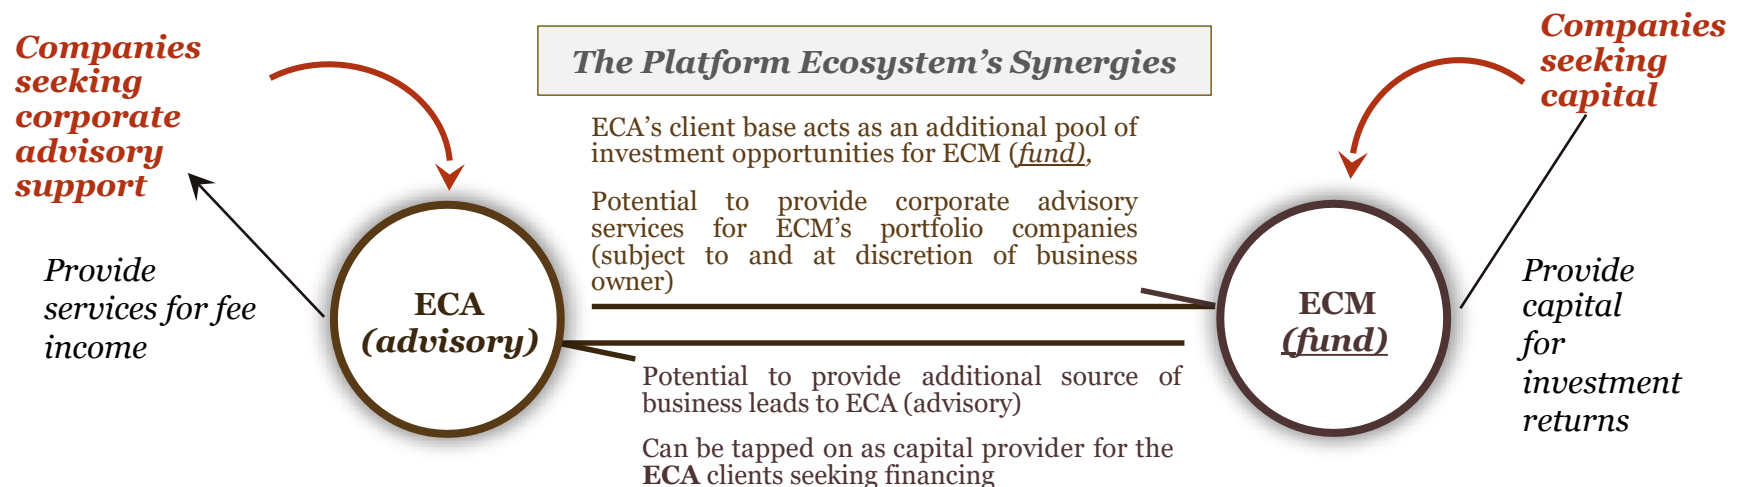 The Platform Ecosystem's Synergies
Companies
seeking
corporate
advisory
support
Provide
services for fee
income
ECA
(advisory)
ECA's client base acts as an additional pool of
investment opportunities for ECM (fund),
Potential to provide corporate advisory
services for ECM's portfolio companies
(subject to and at discretion of business
owner)
Potential to provide additional source of
business leads to ECA (advisory)
Can be tapped on as capital provider for the
ECA clients seeking financing
ECM
(fund)
Companies
seeking
capital
Provide
capital
for
investment
returns